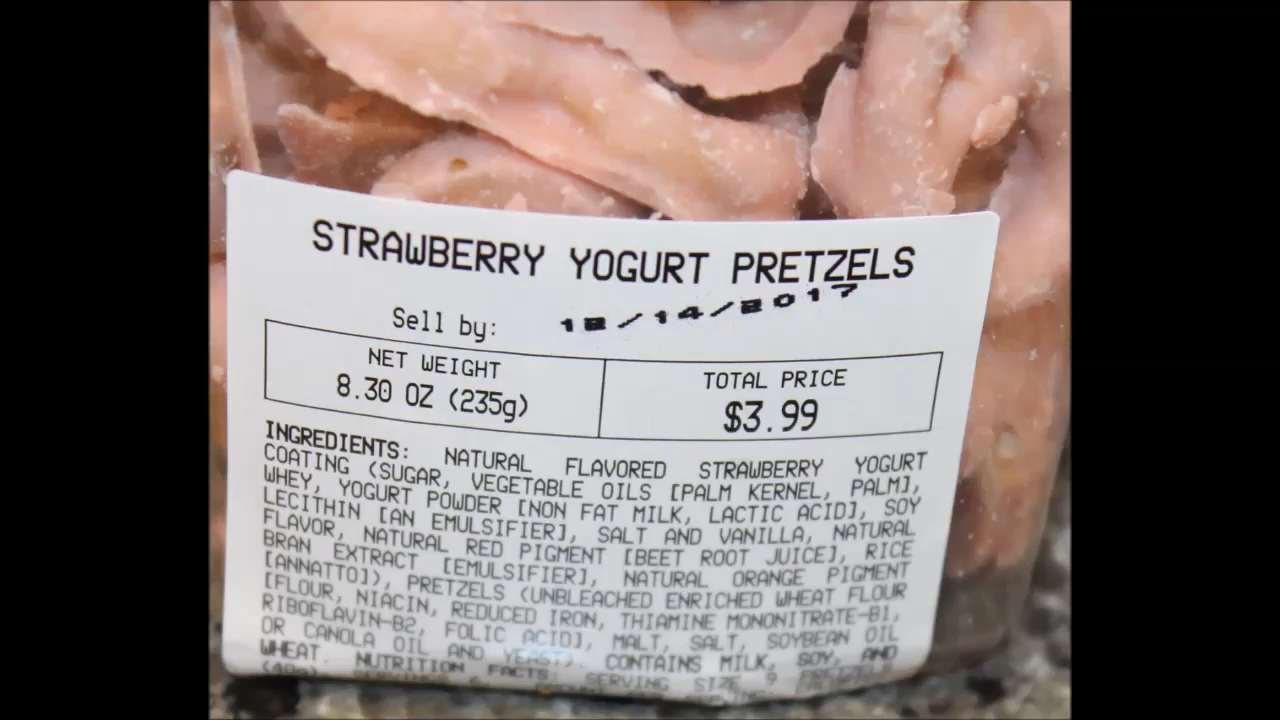 STRAWBERRY YOGURT PRETZELS
Sell by: 12/14/2017
NET WEIGHT
8.30 OZ (235g)
TOTAL PRICE
$3.99
INGREDIENTS: NATURAL FLAVORED STRAWBERRY YOGURT
COATING (SUGAR, VEGETABLE OILS [PALM KERNEL, PALM],
WHEY, YOGURT POWDER [NON FAT MILK, LACTIC ACID], SOY
LECITHIN [AN EMULSIFIER], SALT AND VANILLA, NATURAL
FLAVOR, NATURAL RED PIGMENT [BEET ROOT JUICE], RICE
BRAN EXTRACT [EMULSIFIER], NATURAL ORANGE PIGMENT
[ANNATTO]), PRETZELS (UNBLEACHED ENRICHED WHEAT FLOUR
[FLOUR, NIACIN, REDUCED IRON, THIAMINE MONONITRATE-B1,
RIBOFLAVIN-B2, FOLIC ACID], MALT, SALT, SOYBEAN OIL
OR CANOLA OIL AND YEAST). CONTAINS MILK, SOY, AND
WHEAT. NUTRITION FACTS: SERVING SIZE 9 PRETZELS